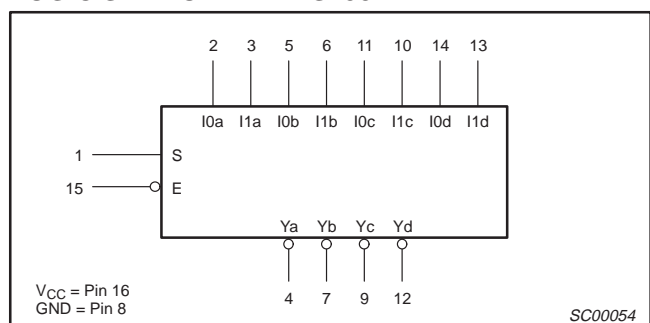 2 3 5 6 11 10 14 13
I0a I1a I0b I1b I0c I1c I0d I1d
1 S
15 E
Ya Yb Yc Yd
4 7 9 12
VCC = Pin 16
GND = Pin 8
SC00054